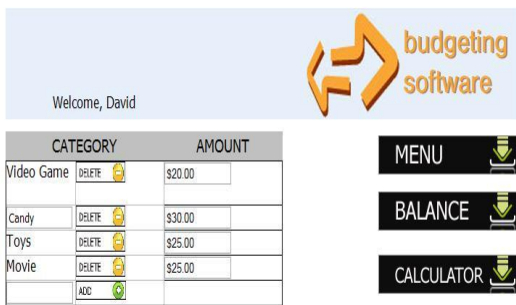 budgeting
software
Welcome, David
CATEGORY AMOUNT
Video Game DELETE $20.00
Candy DELETE $30.00
Toys DELETE $25.00
Movie DELETE $25.00
ADD
MENU
BALANCE
CALCULATOR